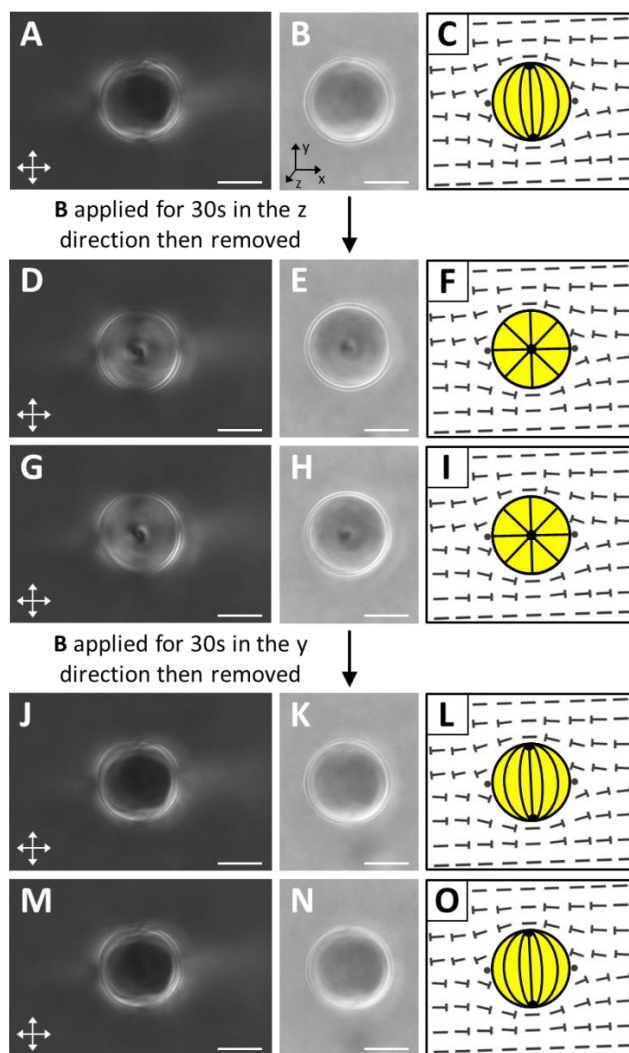 A B C
y
x
z
B applied for 30s in the z
direction then removed
D E F
G H I
B applied for 30s in the y
direction then removed
J K L
M N O